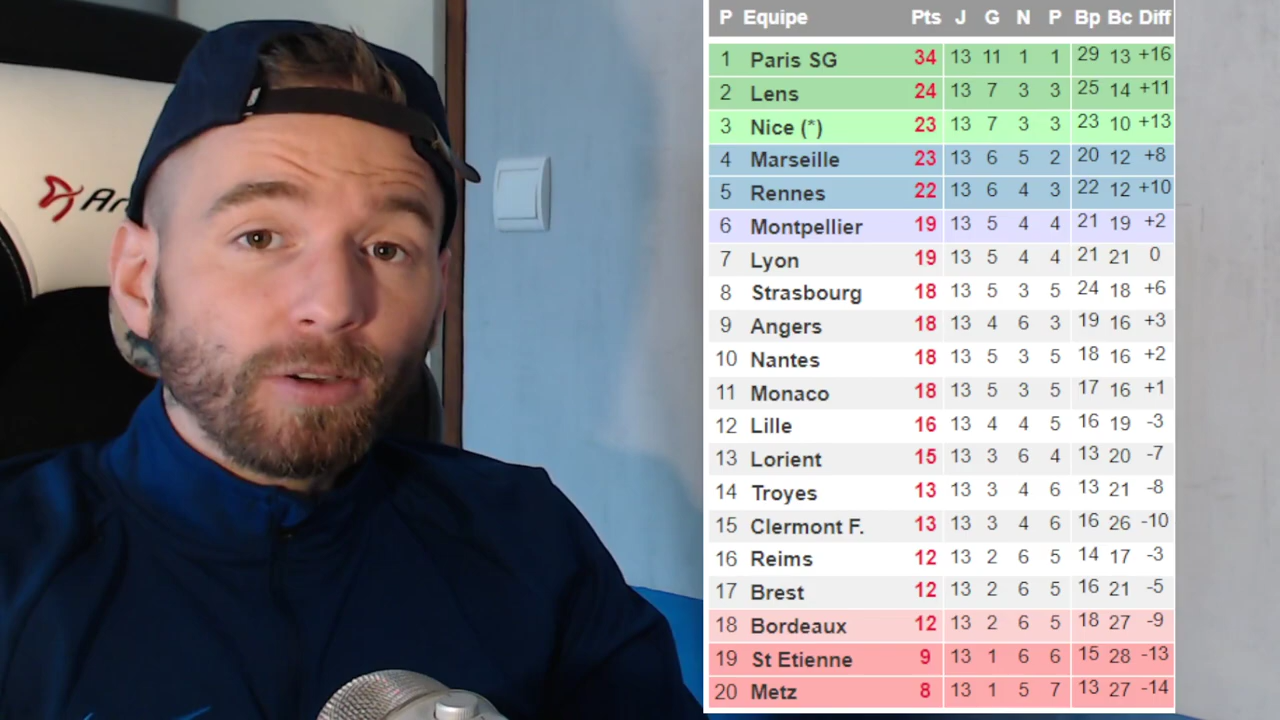 P Equipe Pts J G N P Bp Bc Diff
1 Paris SG 34 13 11 1 1 29 13 +16
2 Lens 24 13 7 3 3 25 14 +11
3 Nice (*) 23 13 7 3 3 23 10 +13
4 Marseille 23 13 6 5 2 20 12 +8
5 Rennes 22 13 6 4 3 22 12 +10
6 Montpellier 19 13 5 4 4 21 19 +2
7 Lyon 19 13 5 4 4 21 21 0
8 Strasbourg 18 13 5 3 5 24 18 +6
9 Angers 18 13 4 6 3 19 16 +3
10 Nantes 18 13 5 3 5 18 16 +2
11 Monaco 18 13 5 3 5 17 16 +1
12 Lille 16 13 4 4 5 16 19 -3
13 Lorient 15 13 3 6 4 13 20 -7
14 Troyes 13 13 3 4 6 13 21 -8
15 Clermont F. 13 13 3 4 6 16 26 -10
16 Reims 12 13 2 6 5 14 17 -3
17 Brest 12 13 2 6 5 16 21 -5
18 Bordeaux 12 13 2 6 5 18 27 -9
19 St Etienne 9 13 1 6 6 15 28 -13
20 Metz 8 13 1 5 7 13 27 -14